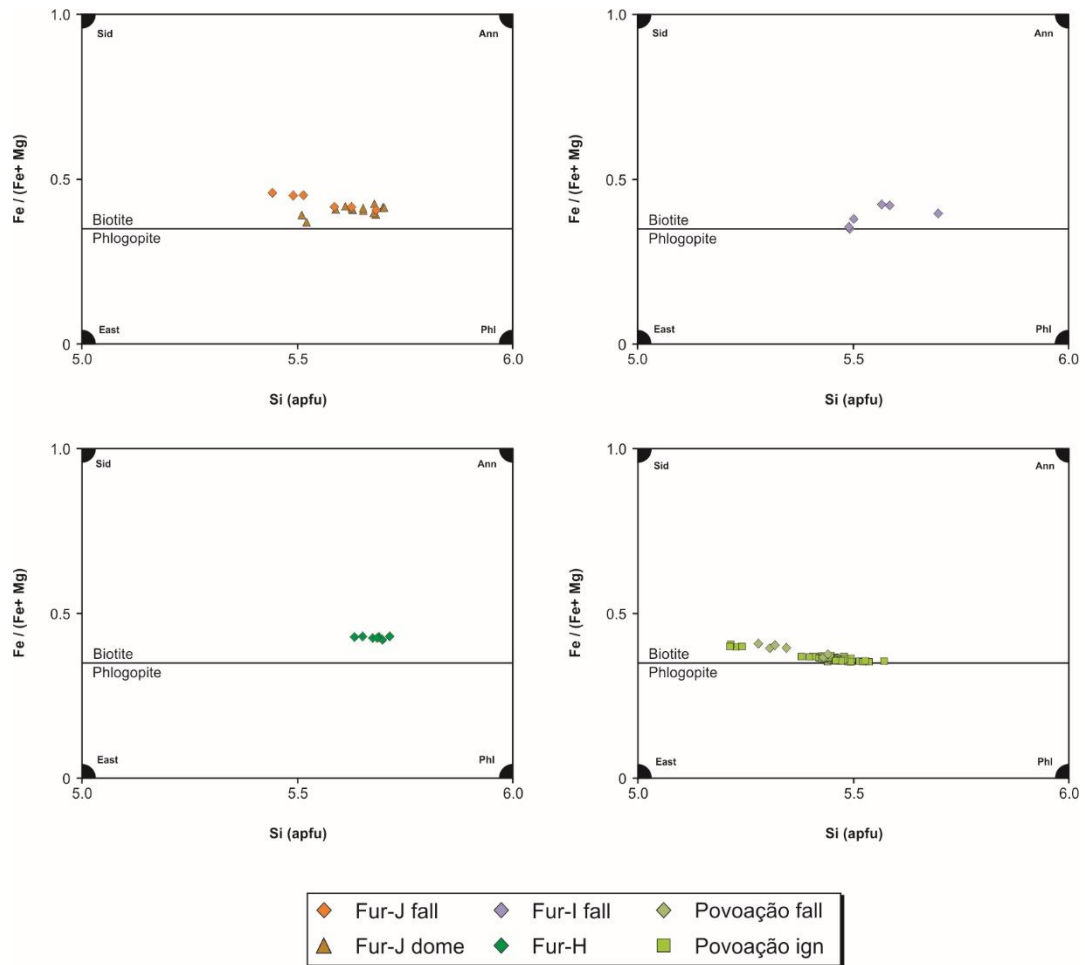 1.0
Sid
Ann
Fe / (Fe+ Mg)
0.5
Biotite
Phlogopite
East
Phl
0
5.0
5.5
6.0
Si (apfu)
1.0
Sid
Ann
Fe / (Fe+ Mg)
0.5
Biotite
Phlogopite
East
Phl
0
5.0
5.5
6.0
Si (apfu)
1.0
Sid
Ann
Fe / (Fe+ Mg)
0.5
Biotite
Phlogopite
East
Phl
0
5.0
5.5
6.0
Si (apfu)
1.0
Sid
Ann
Fe / (Fe+ Mg)
0.5
Biotite
Phlogopite
East
Phl
0
5.0
5.5
6.0
Si (apfu)
Fur-J fall
Fur-I fall
Povoação fall
Fur-J dome
Fur-H
Povoação ign